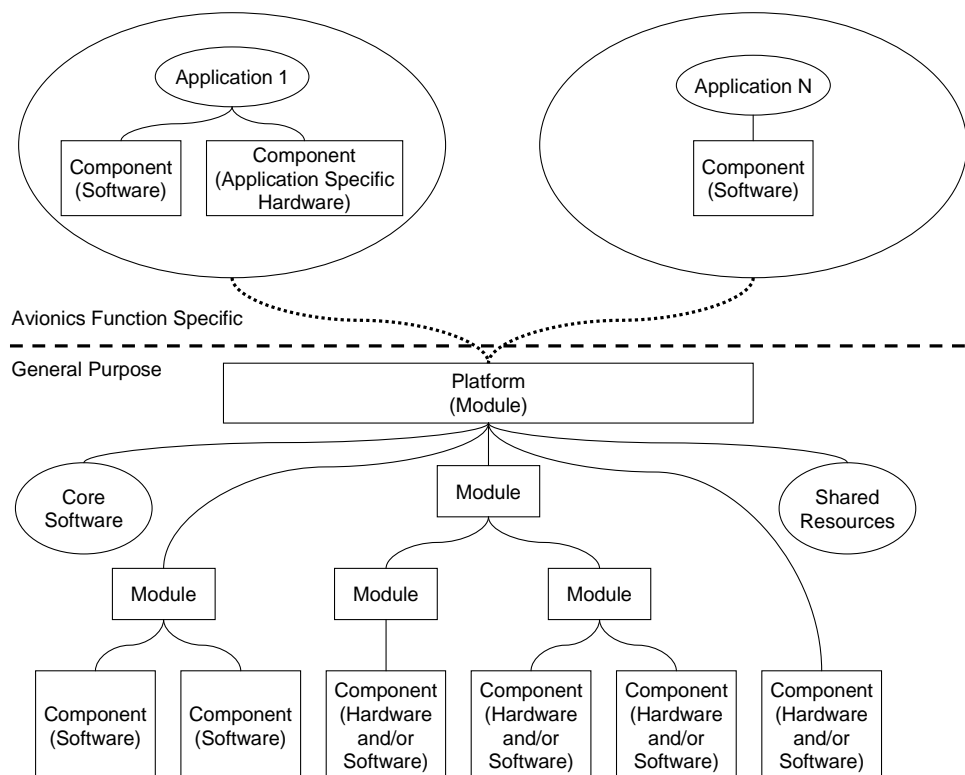 Application 1
Component
(Software)
Component
(Application Specific
Hardware)
Application N
Component
(Software)
Avionics Function Specific
General Purpose
Platform
(Module)
Core
Software
Module
Shared
Resources
Module
Module
Module
Component
(Software)
Component
(Software)
Component
(Hardware
and/or
Software)
Component
(Hardware
and/or
Software)
Component
(Hardware
and/or
Software)
Component
(Hardware
and/or
Software)